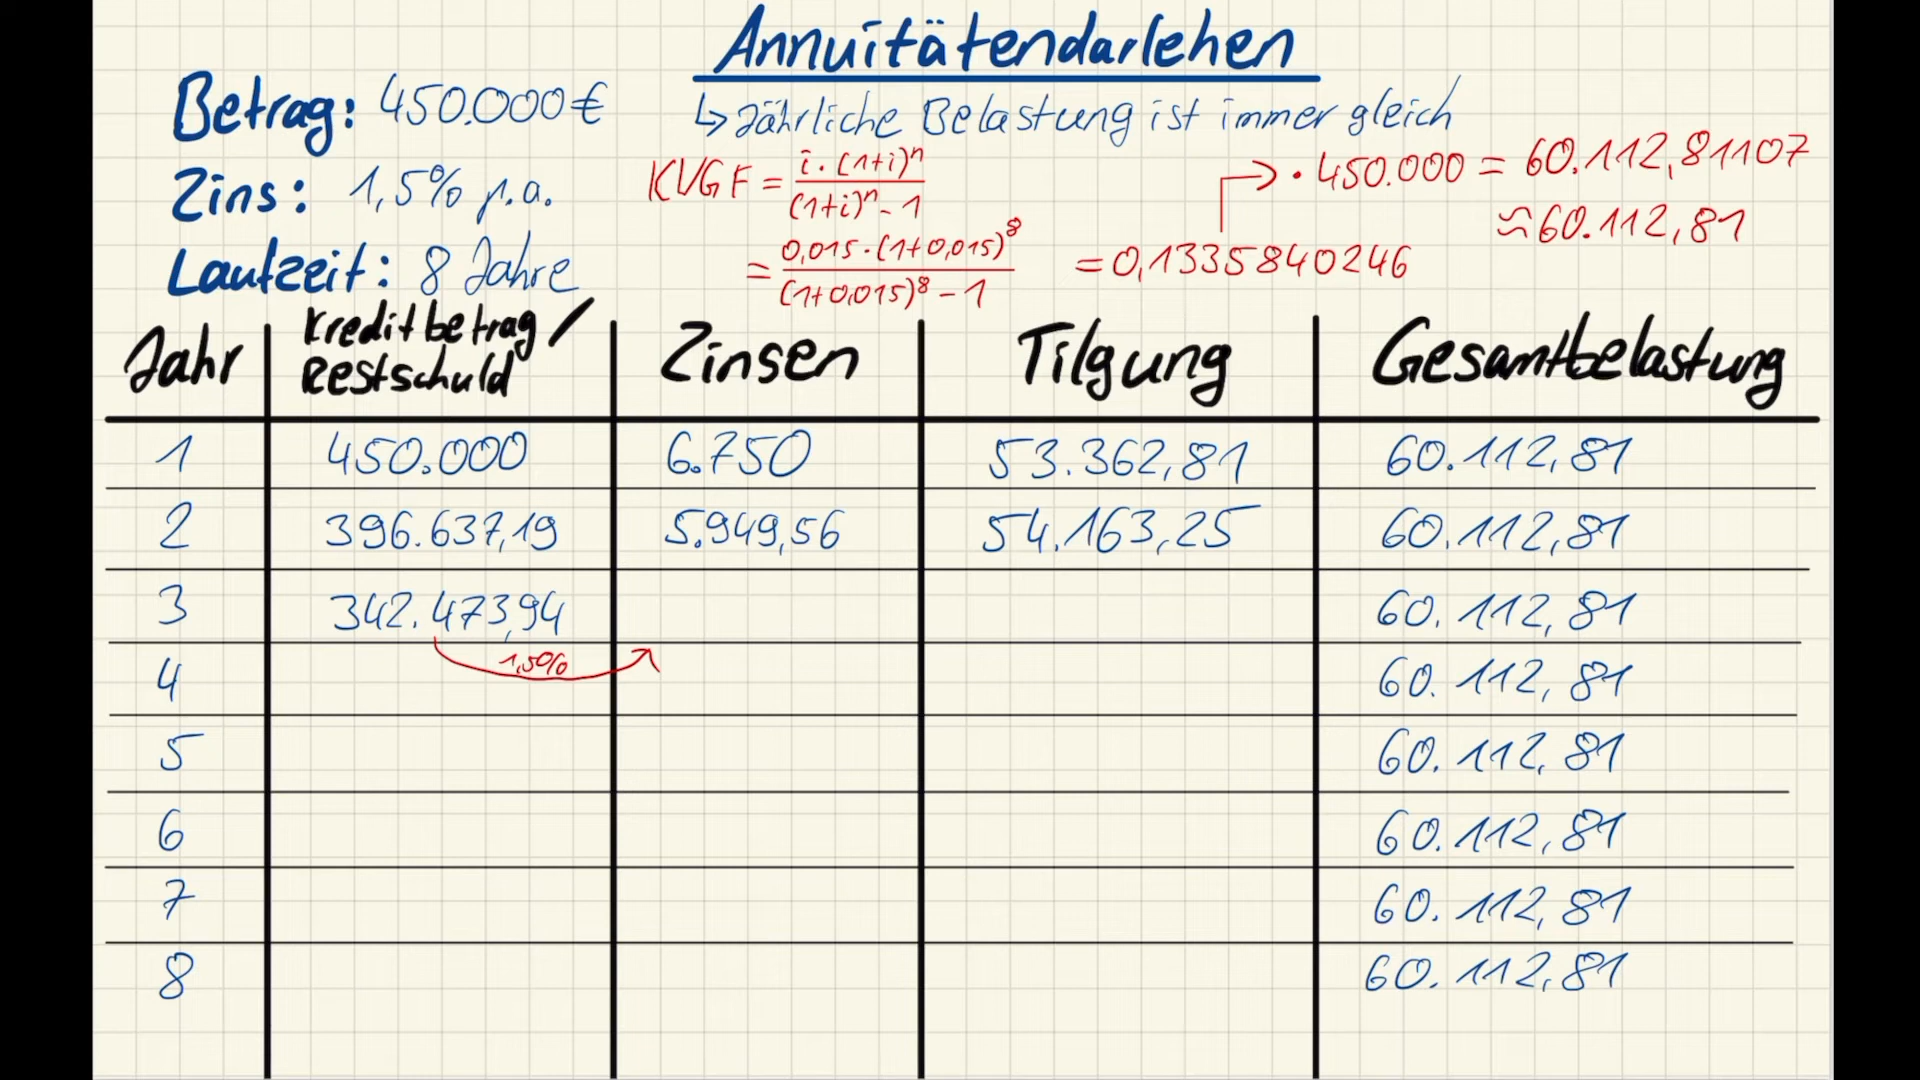 Annuitätendarlehen
Betrag: 450.000€
↳ Jährliche Belastung ist immer gleich
Zins: 1,5% p.a.
KVGF = i·(1+i)^n / (1+i)^n - 1
= 0,015·(1+0,015)^8 / (1+0,015)^8 - 1 = 0,1335840246
· 450.000 = 60.112,81107
≈ 60.112,81
Laufzeit: 8 Jahre
Jahr Kreditbetrag/ Restschuld Zinsen Tilgung Gesamtbelastung
1 450.000 6.750 53.362,81 60.112,81
2 396.637,19 5.949,56 54.163,25 60.112,81
3 342.473,94 60.112,81
1,5%
4 60.112,81
5 60.112,81
6 60.112,81
7 60.112,81
8 60.112,81